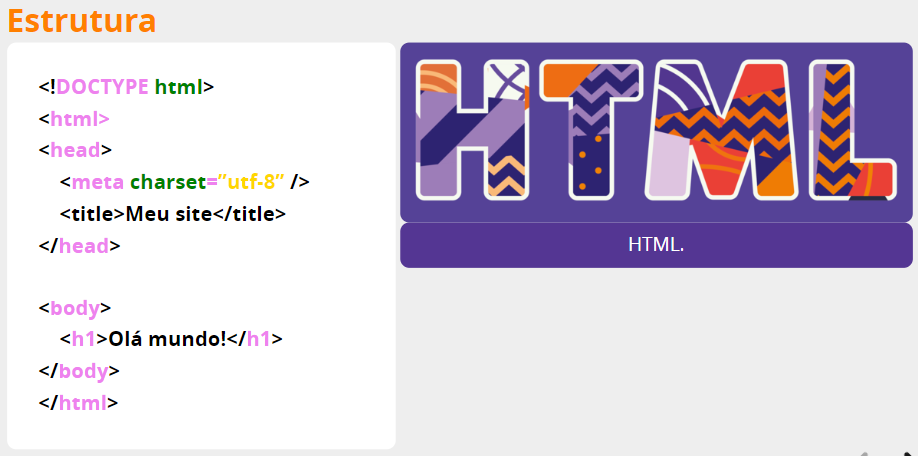 Estrutura
<!DOCTYPE html>
<html>
<head>
<meta charset="utf-8” />
<title>Meu site</title>
</head>
<body>
<h1>Olá mundo!</h1>
</body>
</html>
HTML
HTML.